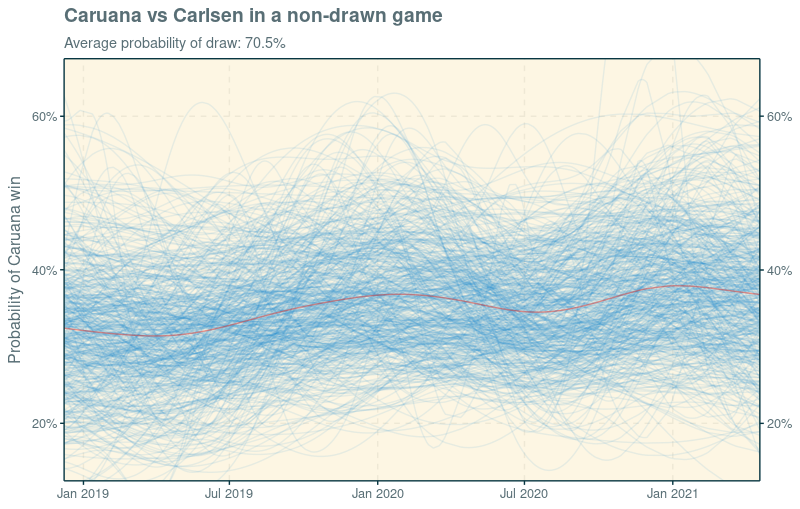 Caruana vs Carlsen in a non-drawn game
Average probability of draw: 70.5%
Probability of Caruana win
60%
40%
20%
60%
40%
20%
Jan 2019
Jul 2019
Jan 2020
Jul 2020
Jan 2021